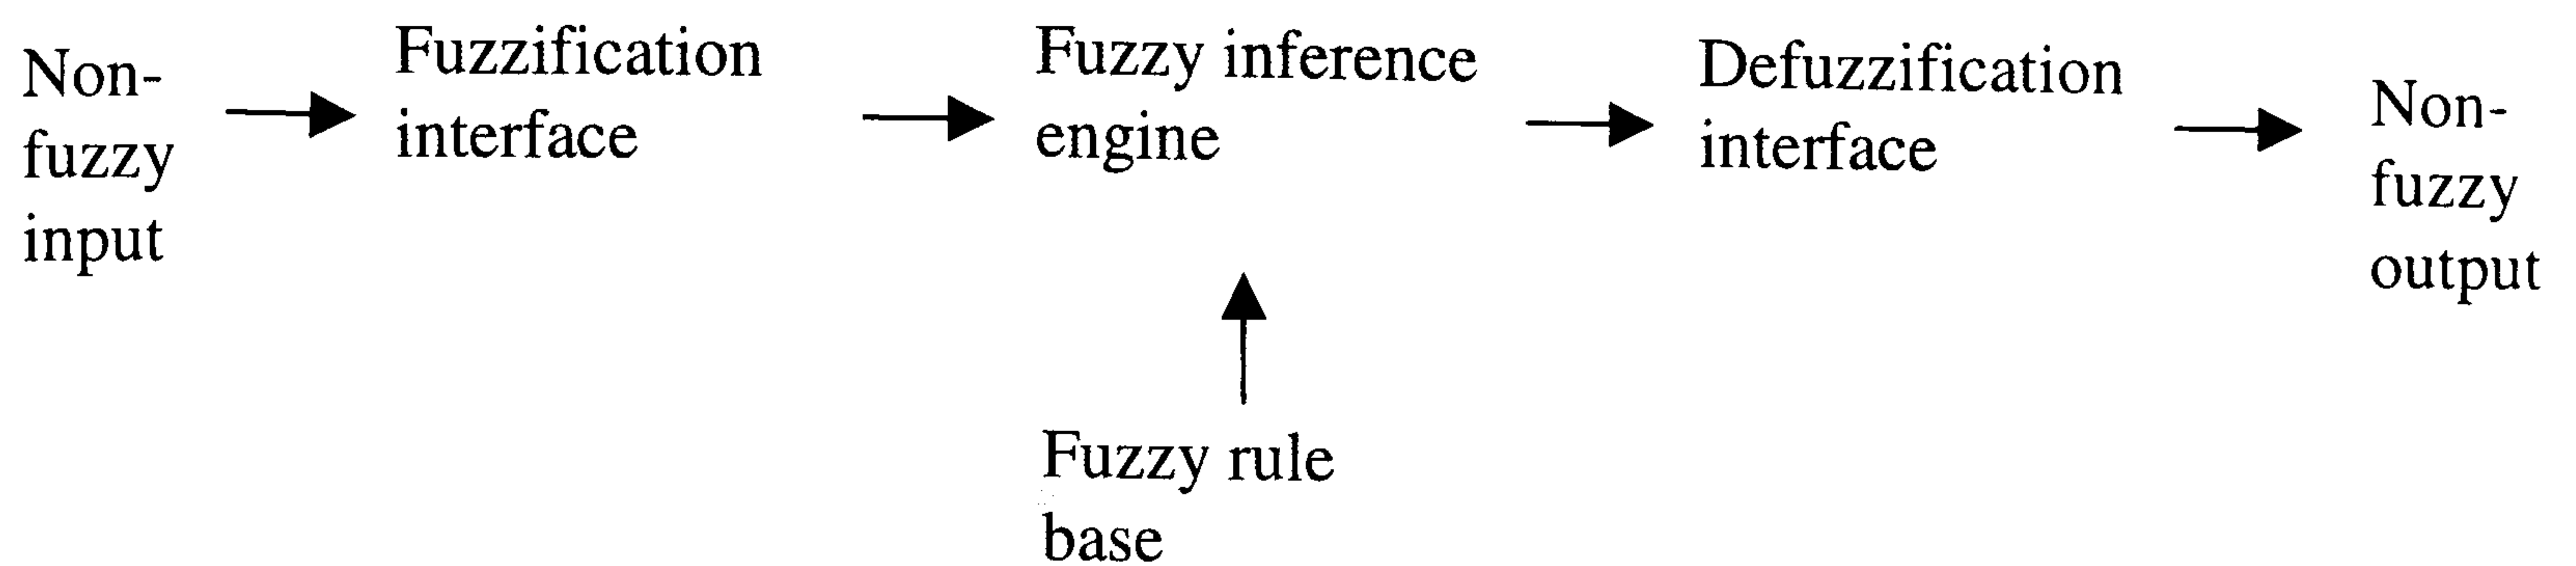 Non-
fuzzy
input
Fuzzification
interface
Fuzzy inference
engine
Defuzzification
interface
Non-
fuzzy
output
Fuzzy rule
base